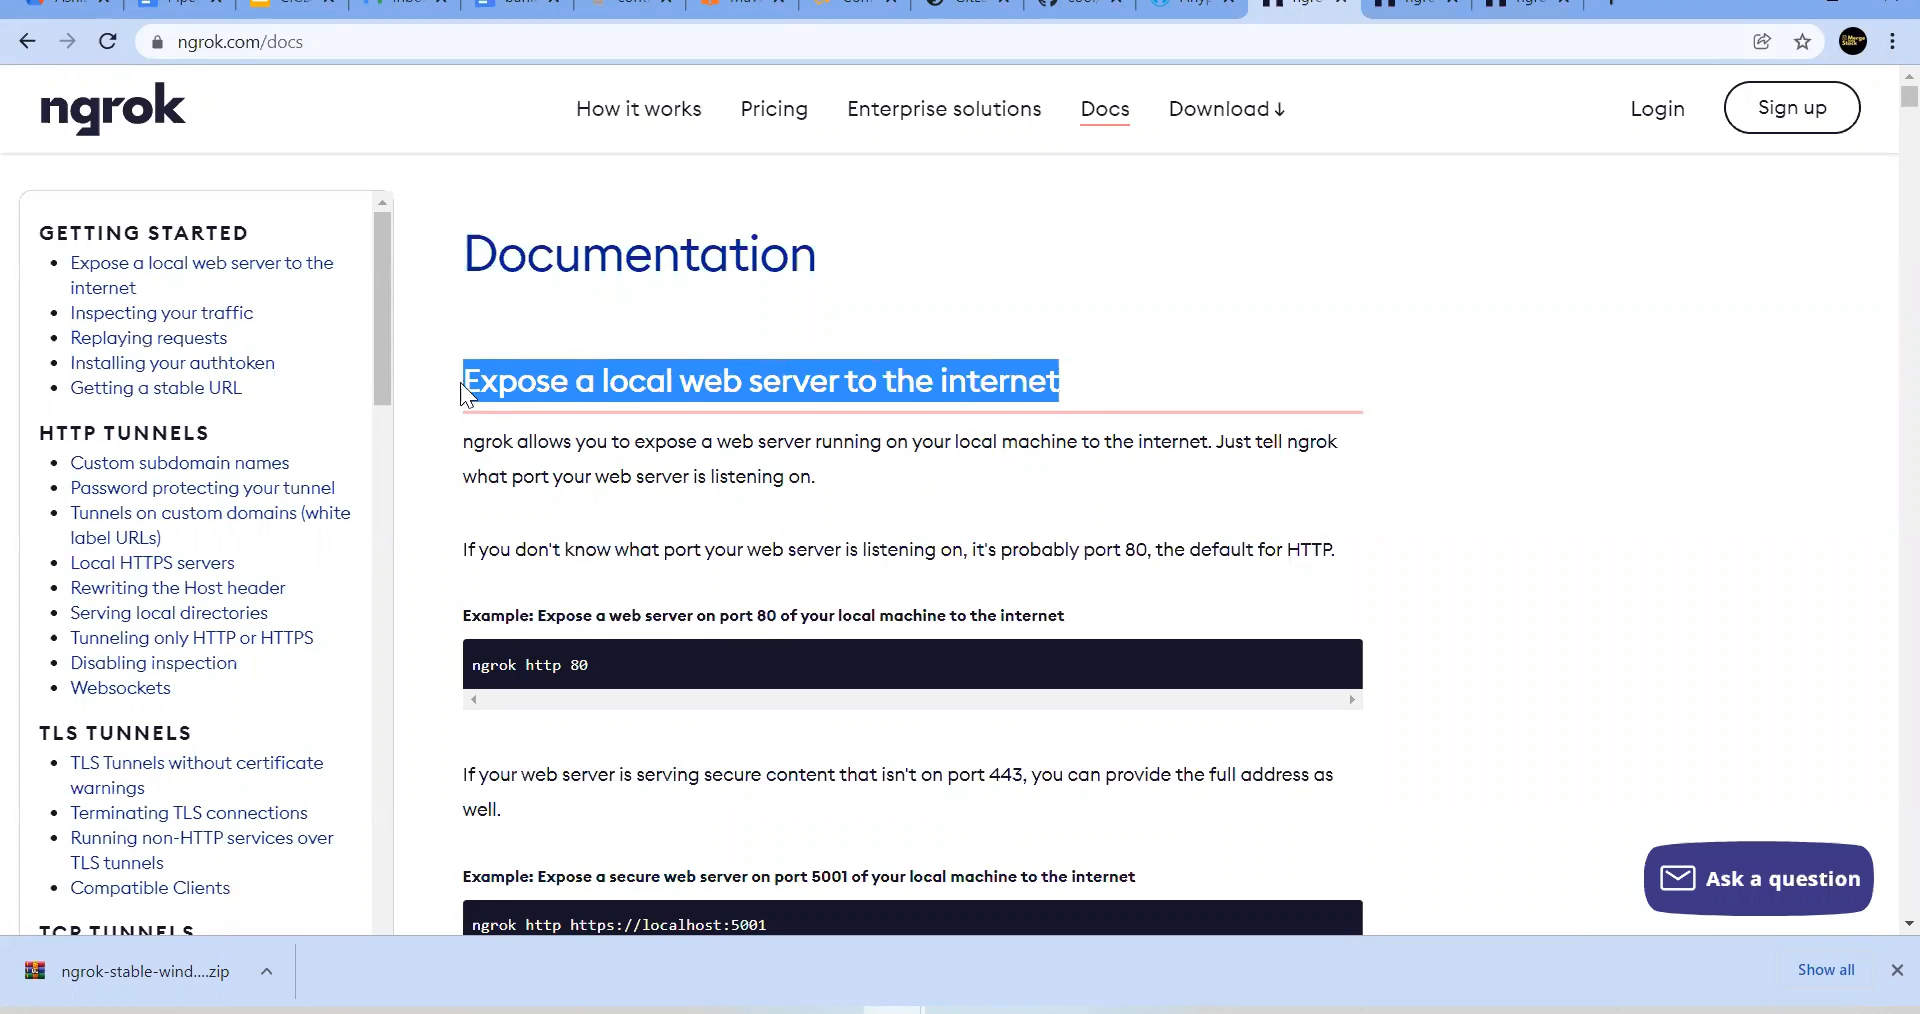 ngrok.com/docs
ngrok
How it works
Pricing
Enterprise solutions
Docs
Download ↓
Login
Sign up
GETTING STARTED
Expose a local web server to the
internet
Inspecting your traffic
Replaying requests
Installing your authtoken
Getting a stable URL
HTTP TUNNELS
Custom subdomain names
Password protecting your tunnel
Tunnels on custom domains (white
label URLs)
Local HTTPS servers
Rewriting the Host header
Serving local directories
Tunneling only HTTP or HTTPS
Disabling inspection
Websockets
TLS TUNNELS
TLS Tunnels without certificate
warnings
Terminating TLS connections
Running non-HTTP services over
TLS tunnels
Compatible Clients
TCP TUNNELS
Documentation
Expose a local web server to the internet
ngrok allows you to expose a web server running on your local machine to the internet. Just tell ngrok
what port your web server is listening on.
If you don't know what port your web server is listening on, it's probably port 80, the default for HTTP.
Example: Expose a web server on port 80 of your local machine to the internet
ngrok http 80
If your web server is serving secure content that isn't on port 443, you can provide the full address as
well.
Example: Expose a secure web server on port 5001 of your local machine to the internet
ngrok http https://localhost:5001
Ask a question
ngrok-stable-wind....zip
Show all